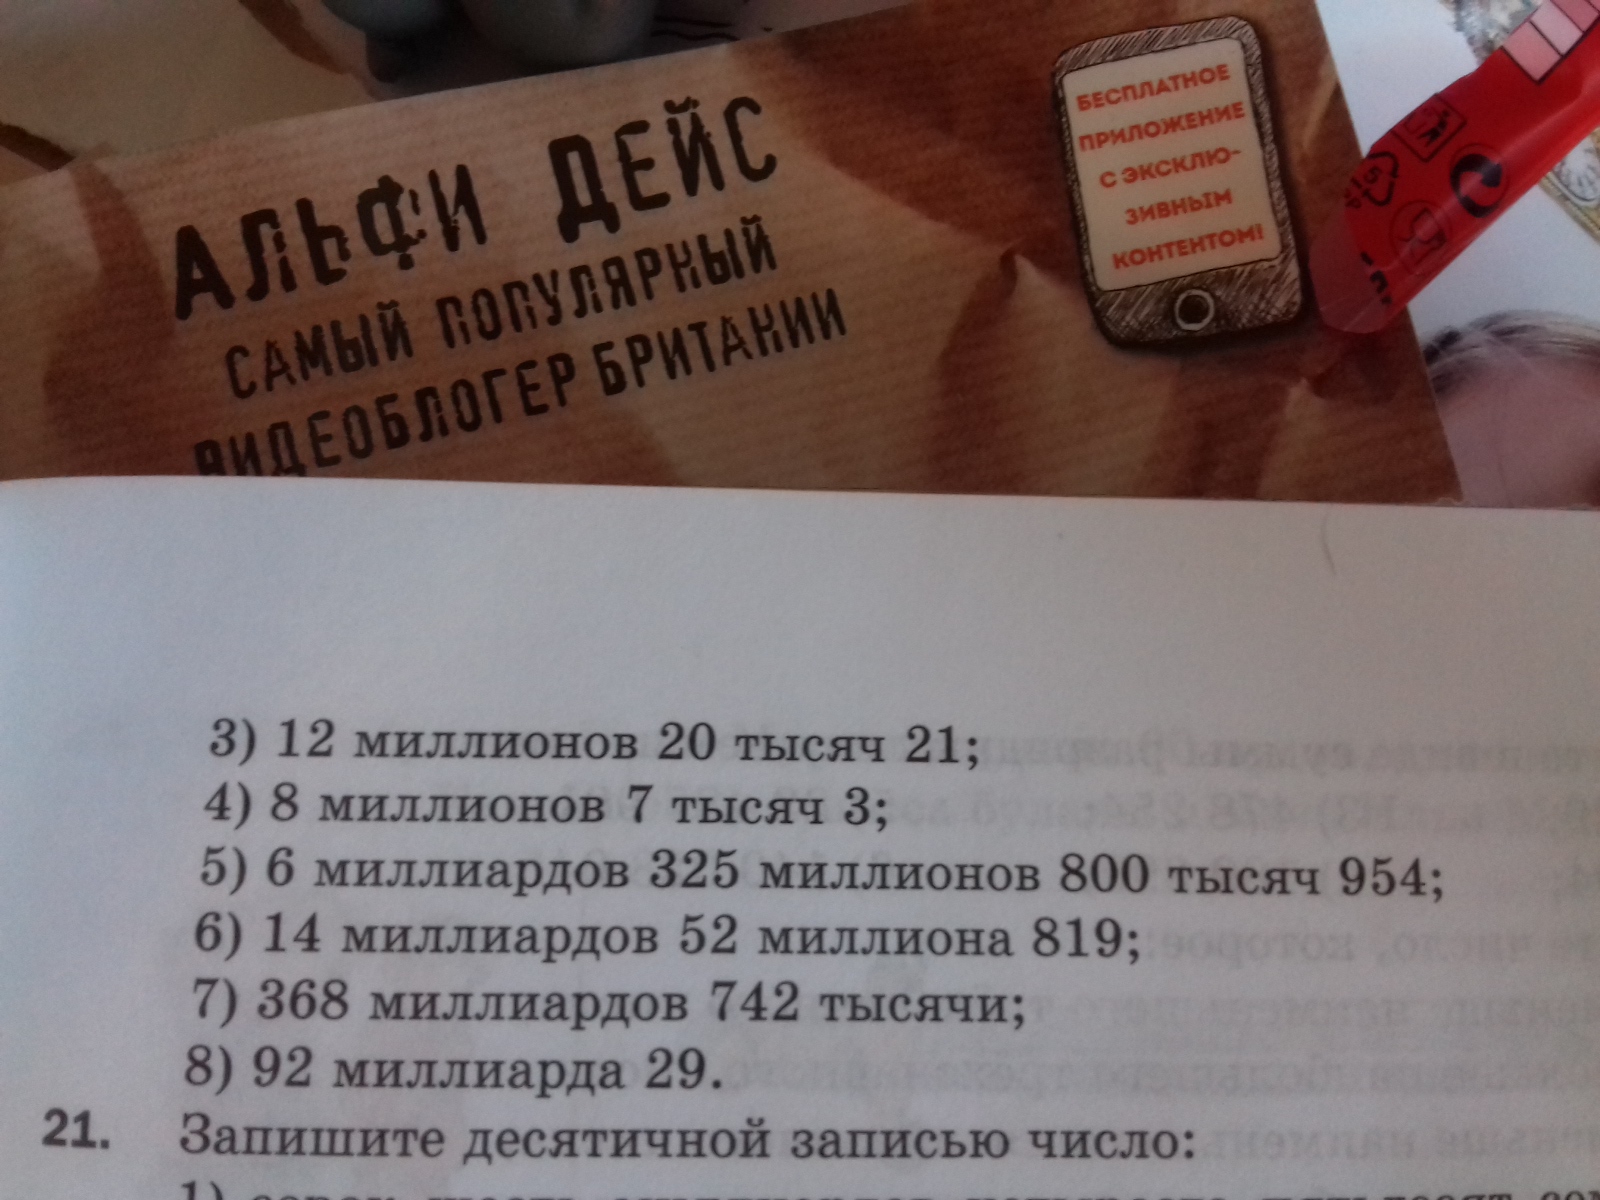 АЛЬФИ ДЕЙС
САМЫЙ ПОПУЛЯРНЫЙ
ВИДЕОБЛОГЕР БРИТАНИИ
БЕСПЛАТНОЕ
ПРИЛОЖЕНИЕ
С ЭКСКЛЮ-
ЗИВНЫМ
КОНТЕНТОМ!
3) 12 миллионов 20 тысяч 21;
4) 8 миллионов 7 тысяч 3;
5) 6 миллиардов 325 миллионов 800 тысяч 954;
6) 14 миллиардов 52 миллиона 819;
7) 368 миллиардов 742 тысячи;
8) 92 миллиарда 29.
21. Запишите десятичной записью число: